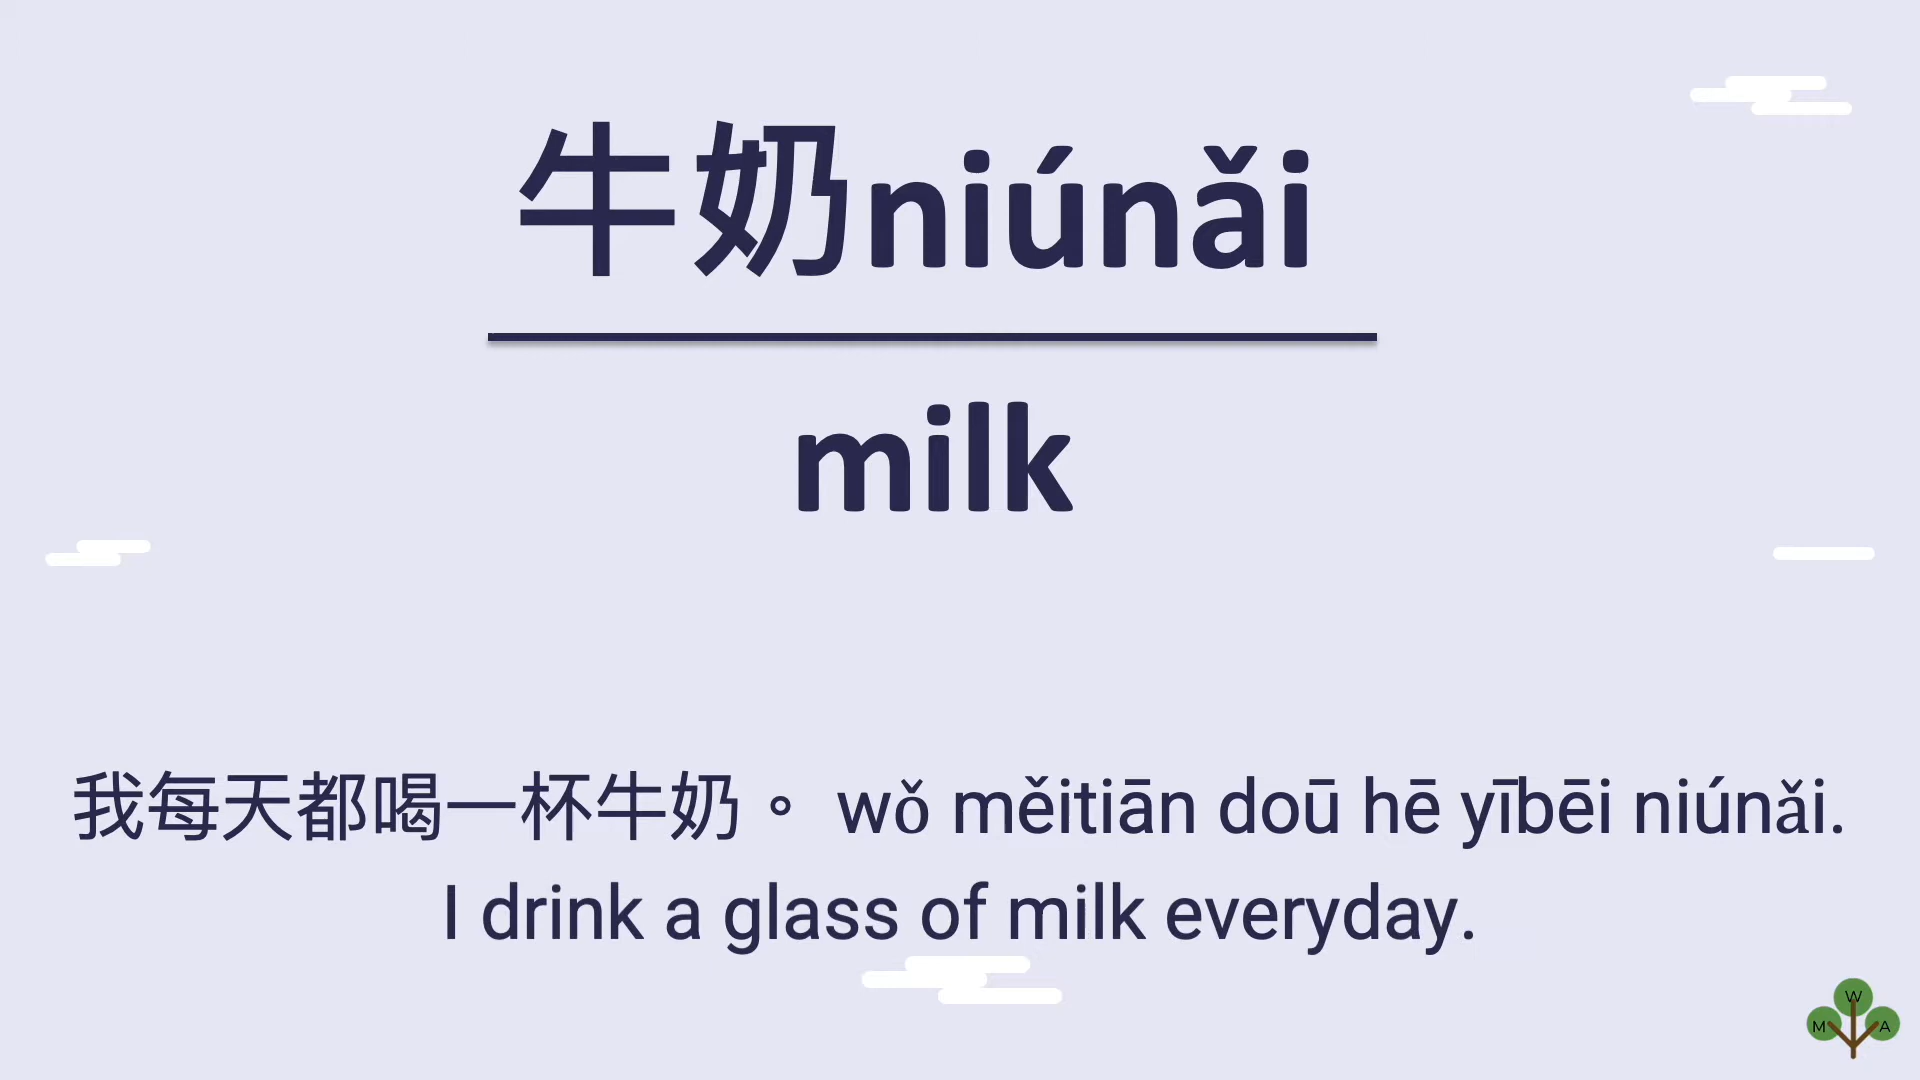 牛奶niúnǎi
milk
我每天都喝一杯牛奶。 wǒ měitiān doū hē yībēi niúnǎi.
I drink a glass of milk everyday.
W
M A